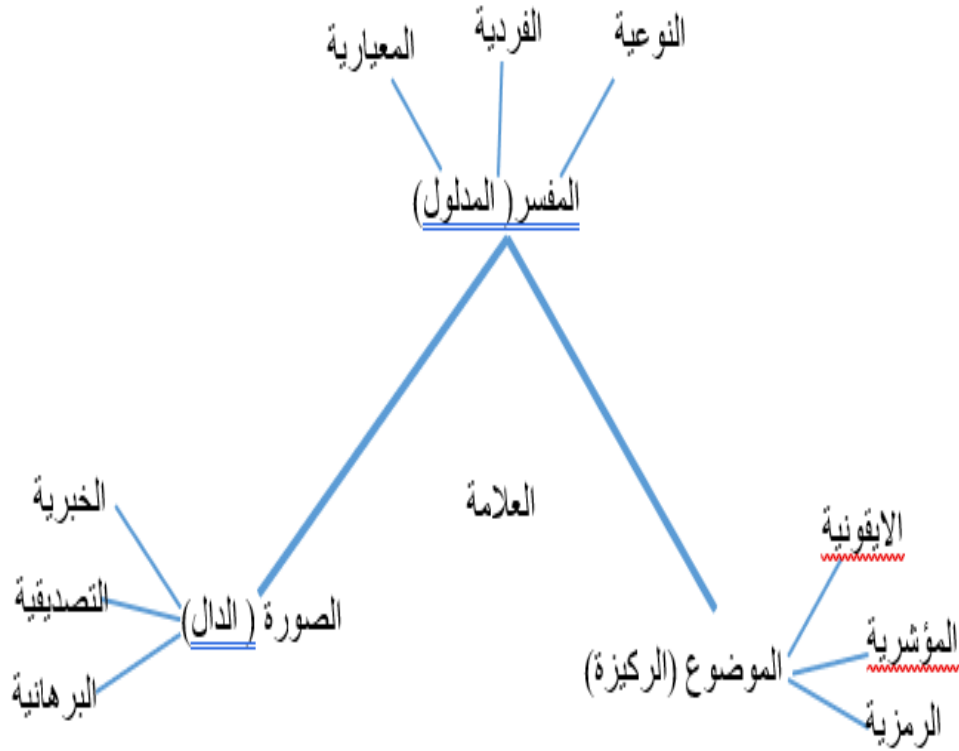 النوعية
الفردية
المعيارية
المفسر( المدلول)
العلامة
الايقونية
المؤشرية
الرمزية
الموضوع (الركيزة)
الصورة ( الدال)
الخبرية
التصديقية
البرهانية